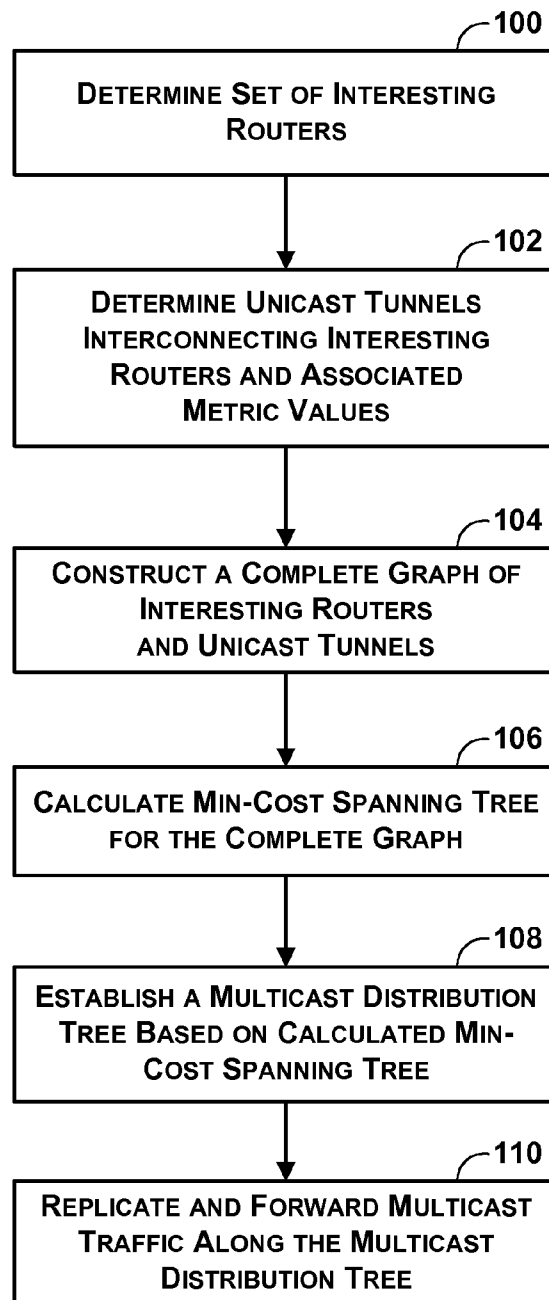 100
DETERMINE SET OF INTERESTING
ROUTERS
102
DETERMINE UNICAST TUNNELS
INTERCONNECTING INTERESTING
ROUTERS AND ASSOCIATED
METRIC VALUES
104
CONSTRUCT A COMPLETE GRAPH OF
INTERESTING ROUTERS
AND UNICAST TUNNELS
106
CALCULATE MIN-COST SPANNING TREE
FOR THE COMPLETE GRAPH
108
ESTABLISH A MULTICAST DISTRIBUTION
TREE BASED ON CALCULATED MIN-
COST SPANNING TREE
110
REPLICATE AND FORWARD MULTICAST
TRAFFIC ALONG THE MULTICAST
DISTRIBUTION TREE